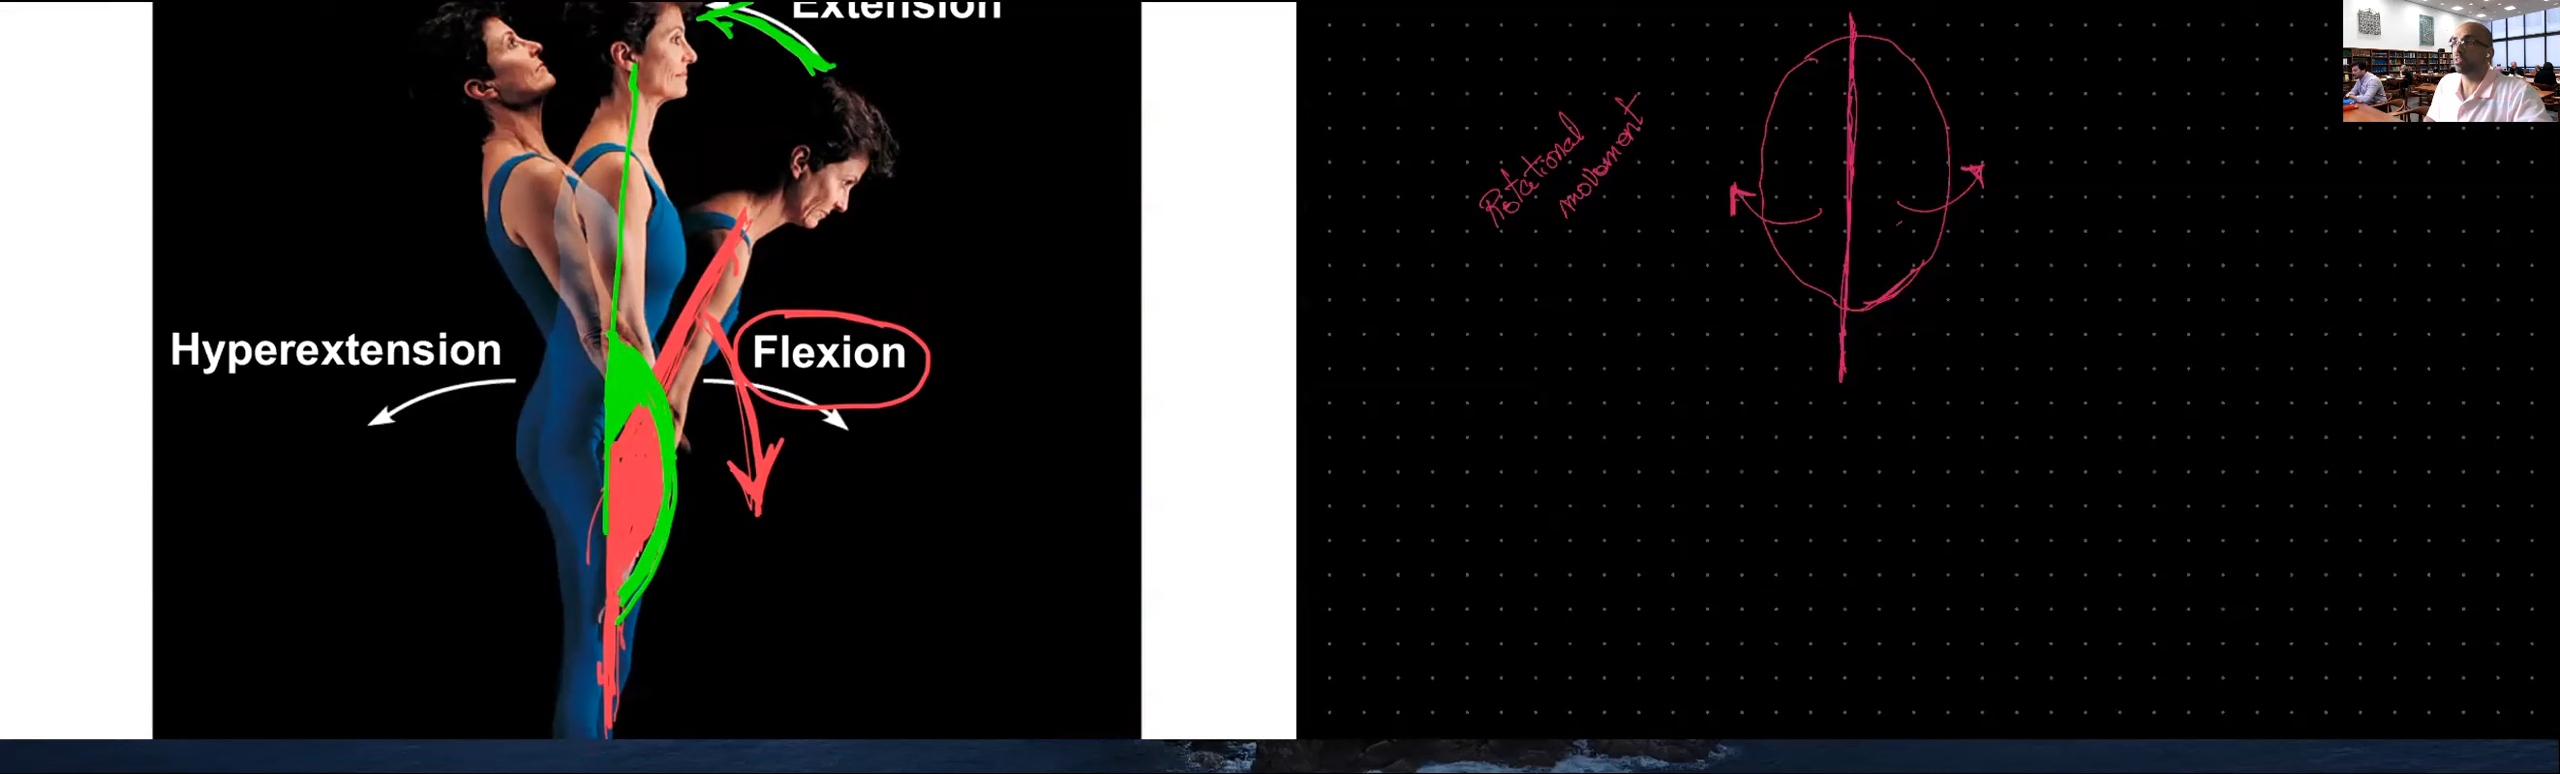 Extension
Hyperextension
Flexion
Rotational
movement